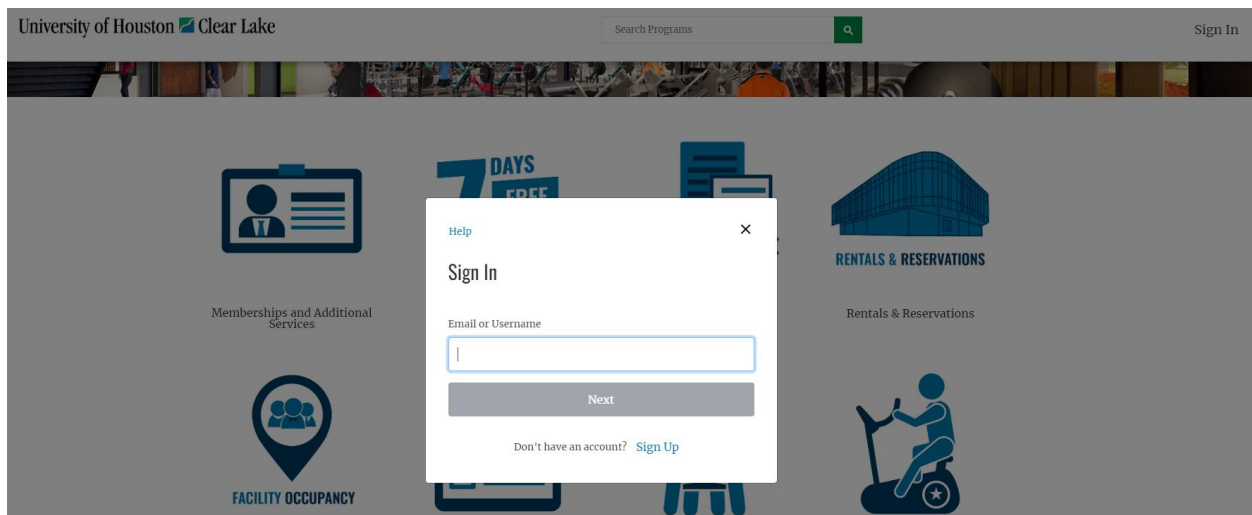 University of Houston Clear Lake
Search Programs
Sign In
DAYS
FREE
RENTALS & RESERVATIONS
Memberships and Additional
Services
Rentals & Reservations
Help
×
Sign In
Email or Username
Next
Don't have an account? Sign Up
FACILITY OCCUPANCY